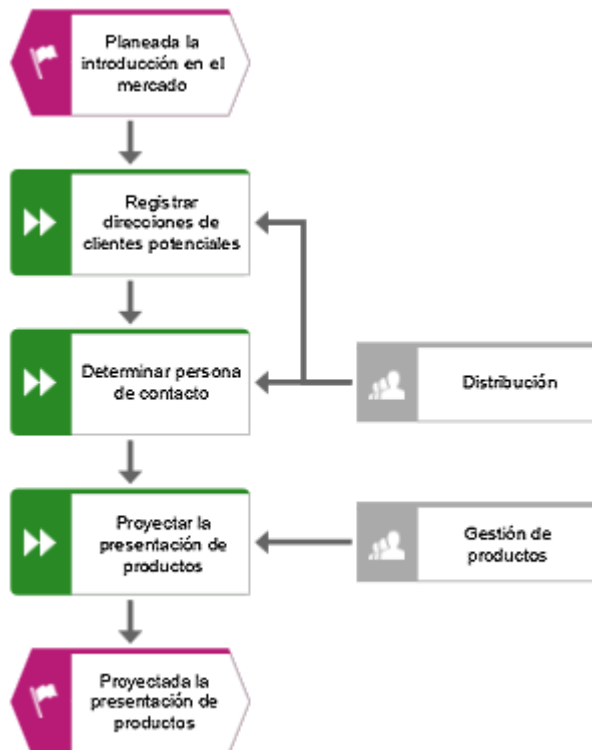 Planeada la
introducción en el
mercado
Registrar
direcciones de
clientes potenciales
Determinar persona
de contacto
Distribución
Proyectar la
presentación de
productos
Gestión de
productos
Proyectada la
presentación de
productos